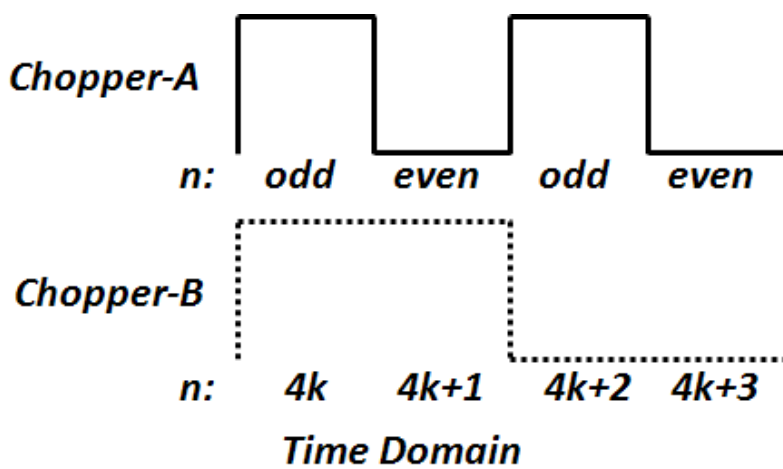 Chopper-A
n: odd even odd even
Chopper-B
n: 4k 4k+1 4k+2 4k+3
Time Domain